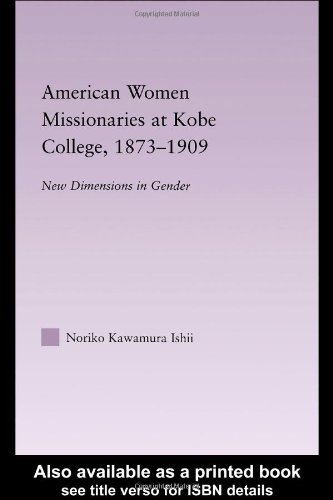 American Women
Missionaries at Kobe
College, 1873–1909
New Dimensions in Gender
Noriko Kawamura Ishii
Also available as a printed book
see title verso for ISBN details